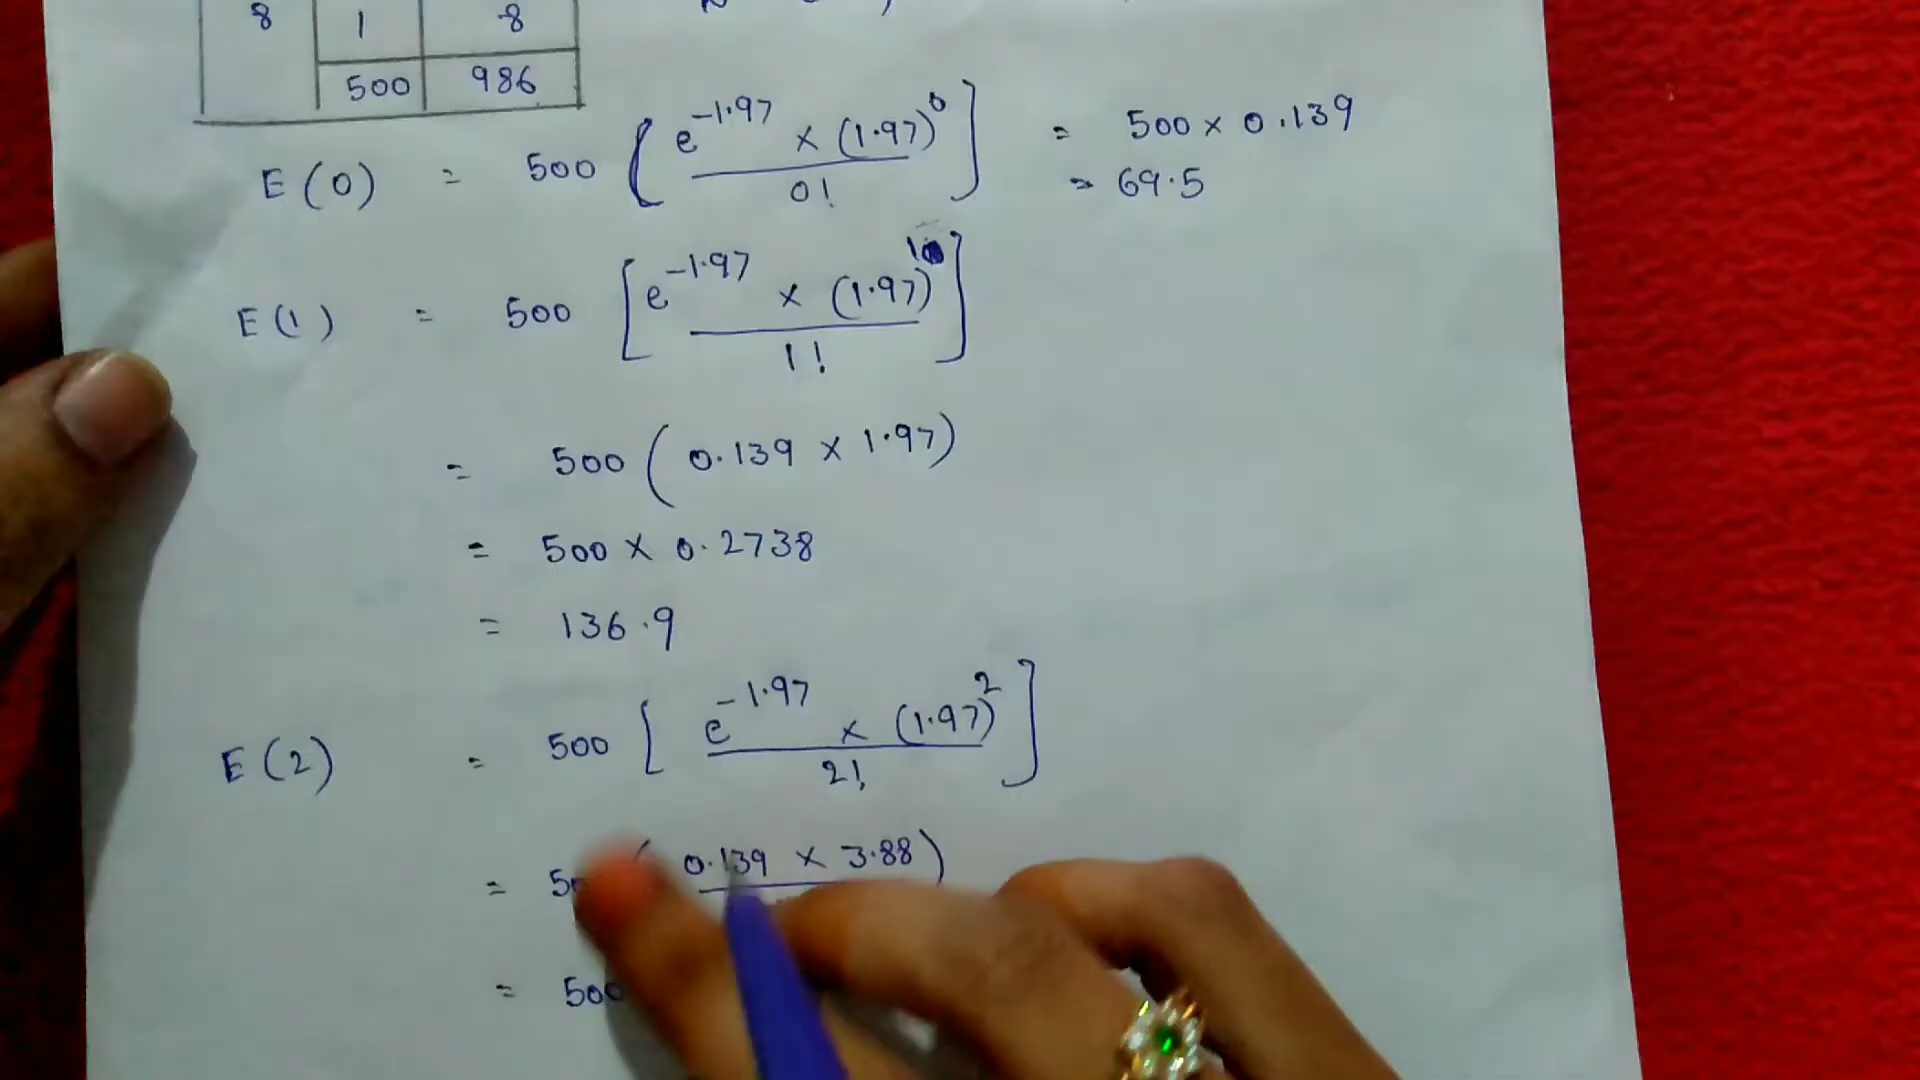 8 1 8
500 986
E(0) = 500 [e^-1.97 × (1.97)^0 / 0!] = 500 × 0.139
= 69.5
E(1) = 500 [e^-1.97 × (1.97)^1 / 1!]
= 500 (0.139 × 1.97)
= 500 × 0.2738
= 136.9
E(2) = 500 [e^-1.97 × (1.97)^2 / 2!]
= (0.139 × 3.88)
= 500